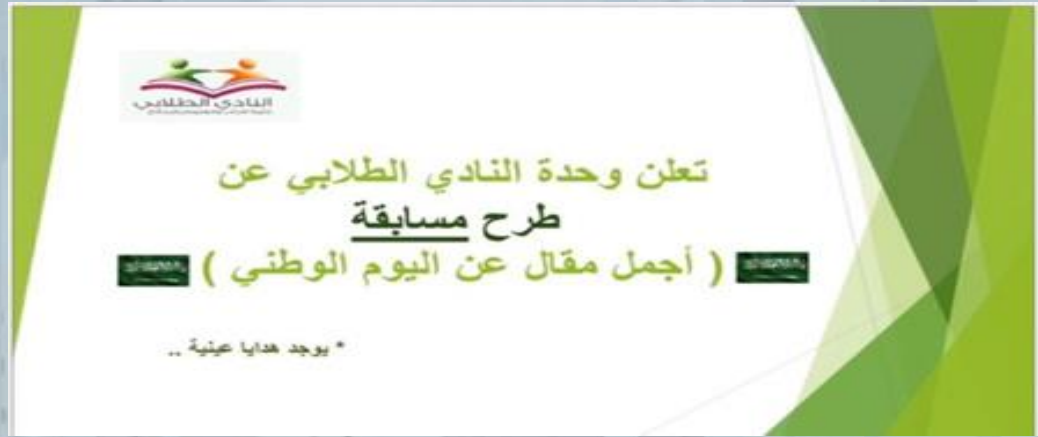 النادي الطلابي
تعلن وحدة النادي الطلابي عن
طرح مسابقة
( أجمل مقال عن اليوم الوطني )
* يوجد هدايا عينية ..